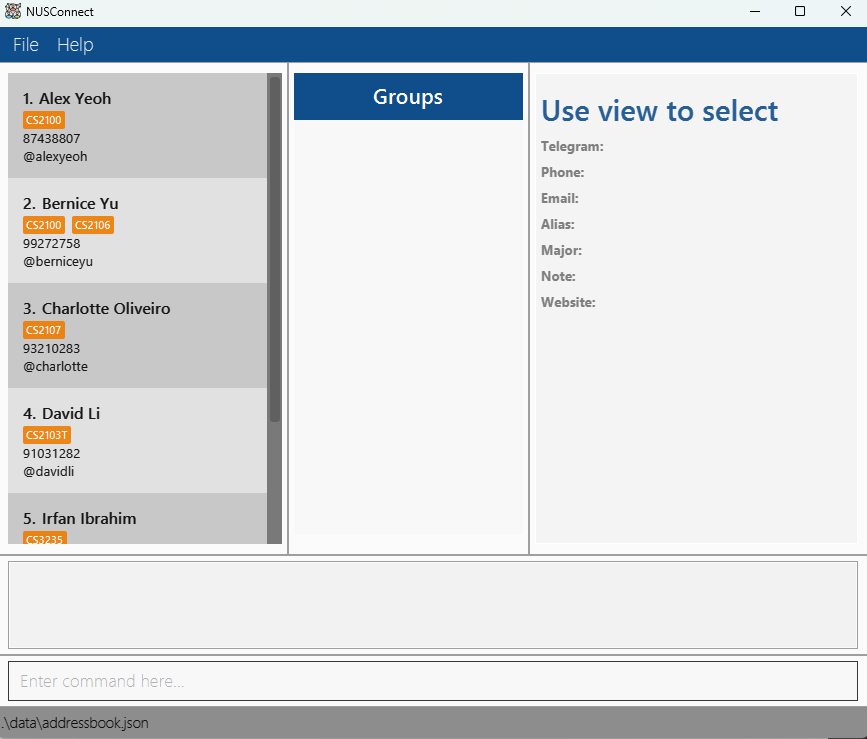 NUSConnect
File Help
1. Alex Yeoh
CS2100
87438807
@alexyeoh
2. Bernice Yu
CS2100 CS2106
99272758
@berniceyu
3. Charlotte Oliveiro
CS2107
93210283
@charlotte
4. David Li
CS2103T
91031282
@davidli
5. Irfan Ibrahim
CS3235
Groups
Use view to select
Telegram:
Phone:
Email:
Alias:
Major:
Note:
Website:
Enter command here...
.\data\addressbook.json